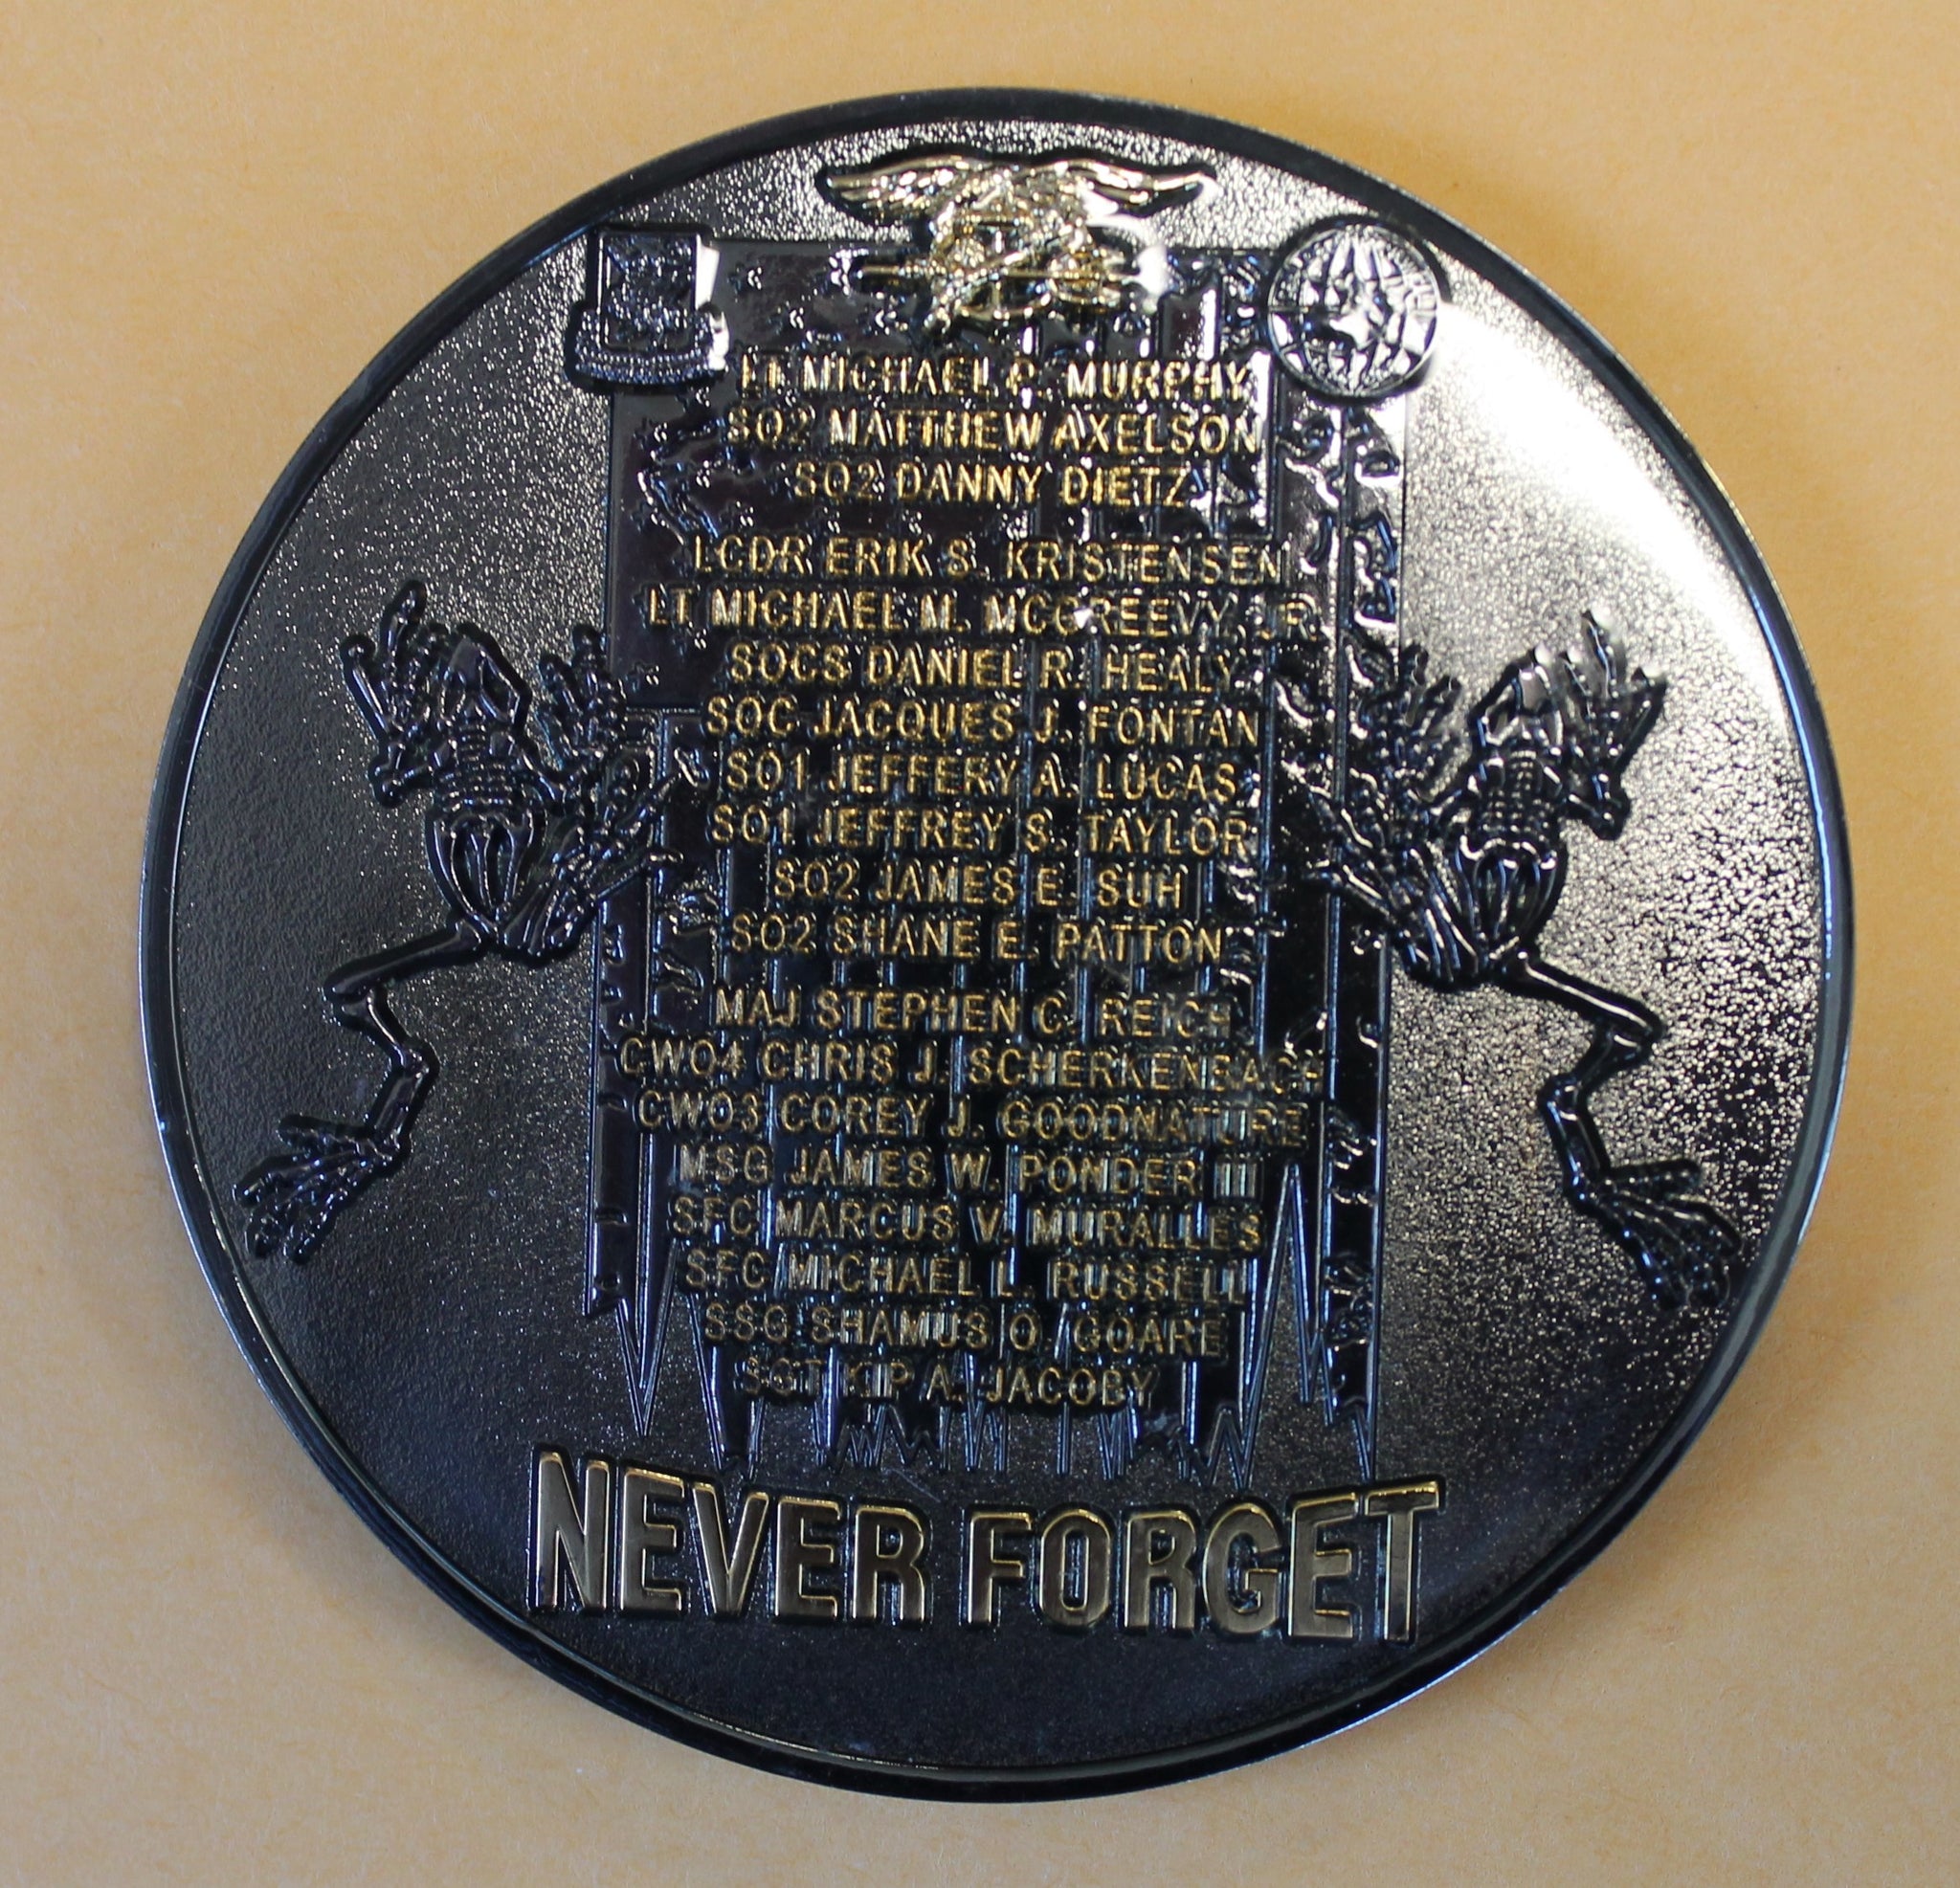 LT MICHAEL P. MURPHY
SO2 MATTHEW AXELSON
SO2 DANNY DIETZ
LCDR ERIK S. KRISTENSEN
LT MICHAEL M. MCGREEVY, JR.
SOCS DANIEL R. HEALY
SOC JACQUES J. FONTAN
SO1 JEFFERY A. LUCAS
SO1 JEFFREY S. TAYLOR
SO2 JAMES E. SUH
SO2 SHANE E. PATTON
MAJ STEPHEN C. REICH
CWO4 CHRIS J. SCHERKENBACH
CWO3 COREY J. GOODNATURE
MSG JAMES W. PONDER III
SFC MARCUS V. MURALLES
SFC MICHAEL L. RUSSELL
SSG SHAMUS O. GOARE
SGT KIP A. JACOBY
NEVER FORGET